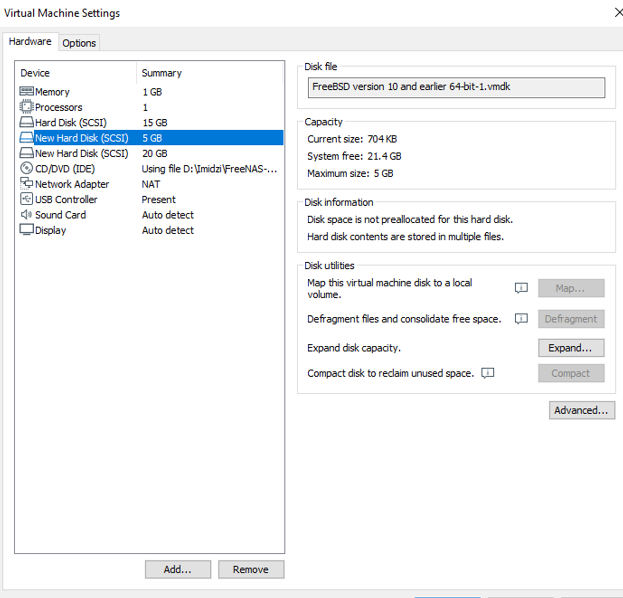 Virtual Machine Settings
Hardware Options
Device Summary
Memory 1 GB
Processors 1
Hard Disk (SCSI) 15 GB
New Hard Disk (SCSI) 5 GB
New Hard Disk (SCSI) 20 GB
CD/DVD (IDE) Using file D:\Imidzi\FreeNAS-...
Network Adapter NAT
USB Controller Present
Sound Card Auto detect
Display Auto detect
Add...
Remove
Disk file
FreeBSD version 10 and earlier 64-bit-1.vmdk
Capacity
Current size: 704 KB
System free: 21.4 GB
Maximum size: 5 GB
Disk information
Disk space is not preallocated for this hard disk.
Hard disk contents are stored in multiple files.
Disk utilities
Map this virtual machine disk to a local
volume.
Map...
Defragment files and consolidate free space.
Defragment
Expand disk capacity.
Expand...
Compact disk to reclaim unused space.
Compact
Advanced...